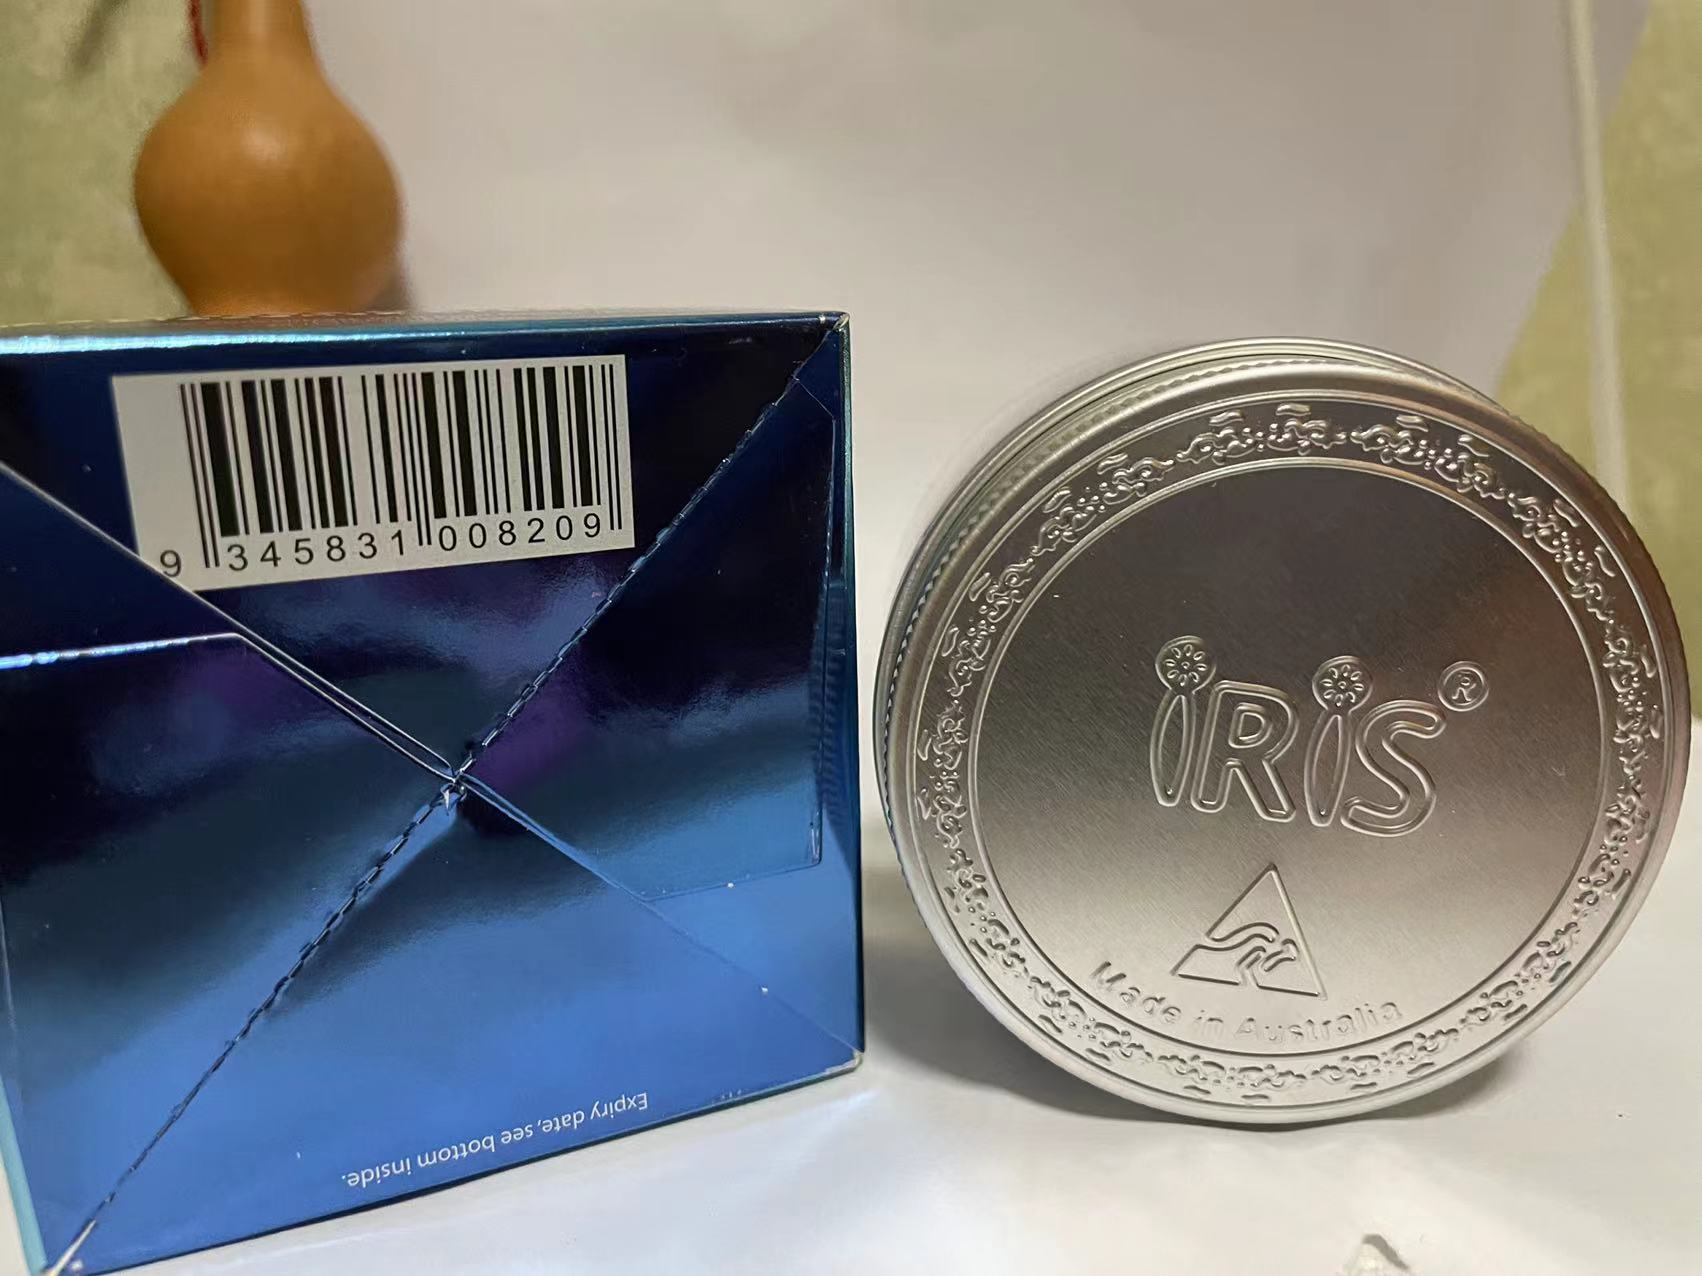 9 345831 008209
Expiry date,see bottom inside.
iRiS®
Made in Australia